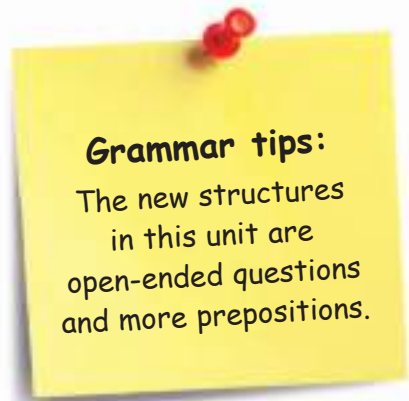 Grammar tips:
The new structures
in this unit are
open-ended questions
and more prepositions.